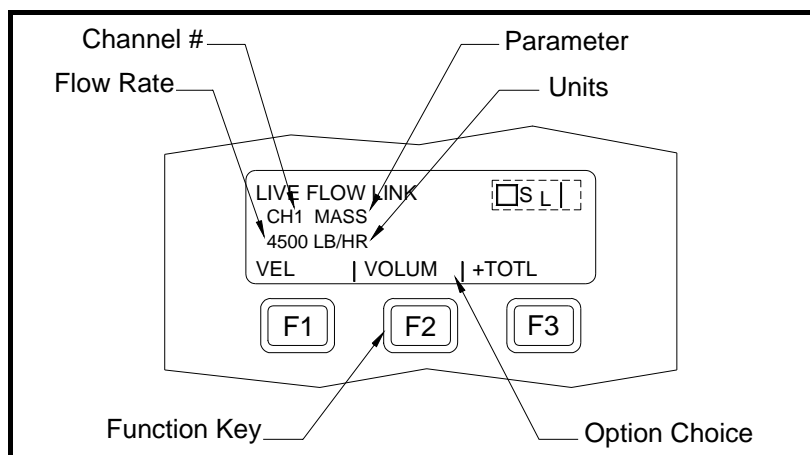 Channel #
Parameter
Flow Rate
Units
LIVE FLOW LINK
S L
CH1 MASS
4500 LB/HR
VEL | VOLUM | +TOTL
F1
F2
F3
Function Key
Option Choice